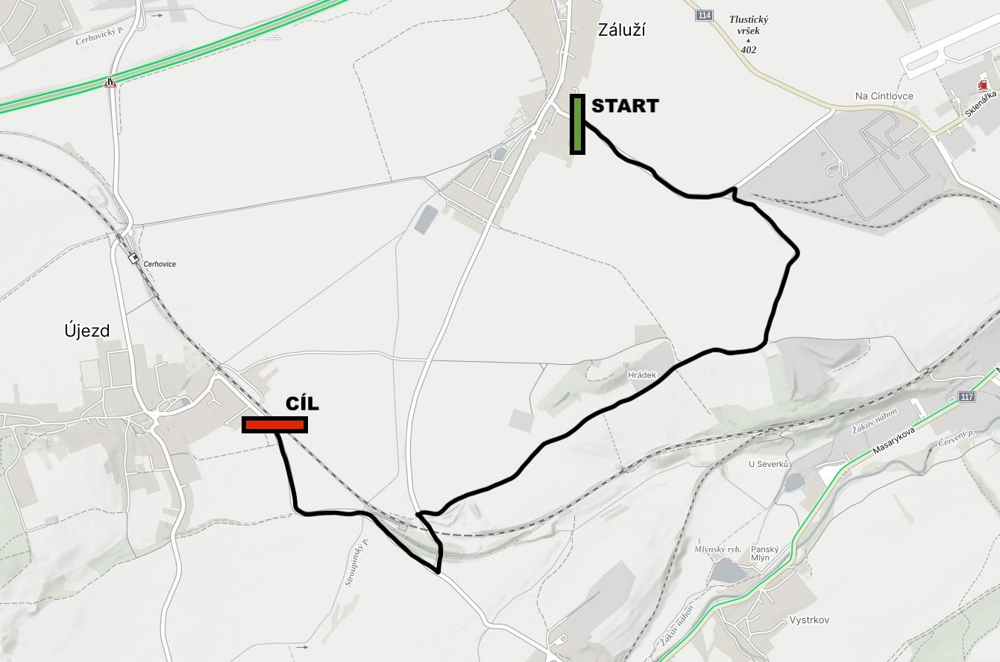 Záluží
114
Tlustický
vršek
402
Cerhovický p.
START
Na Cintlovce
Sklenářka
Cerhovice
Újezd
Hrádek
CÍL
117
Žákův náhon
Masarykova
Červený p.
U Severků
Stroupinský p.
Mlýnský ryb.
Panský
Mlýn
Žákův náhon
Vystrkov